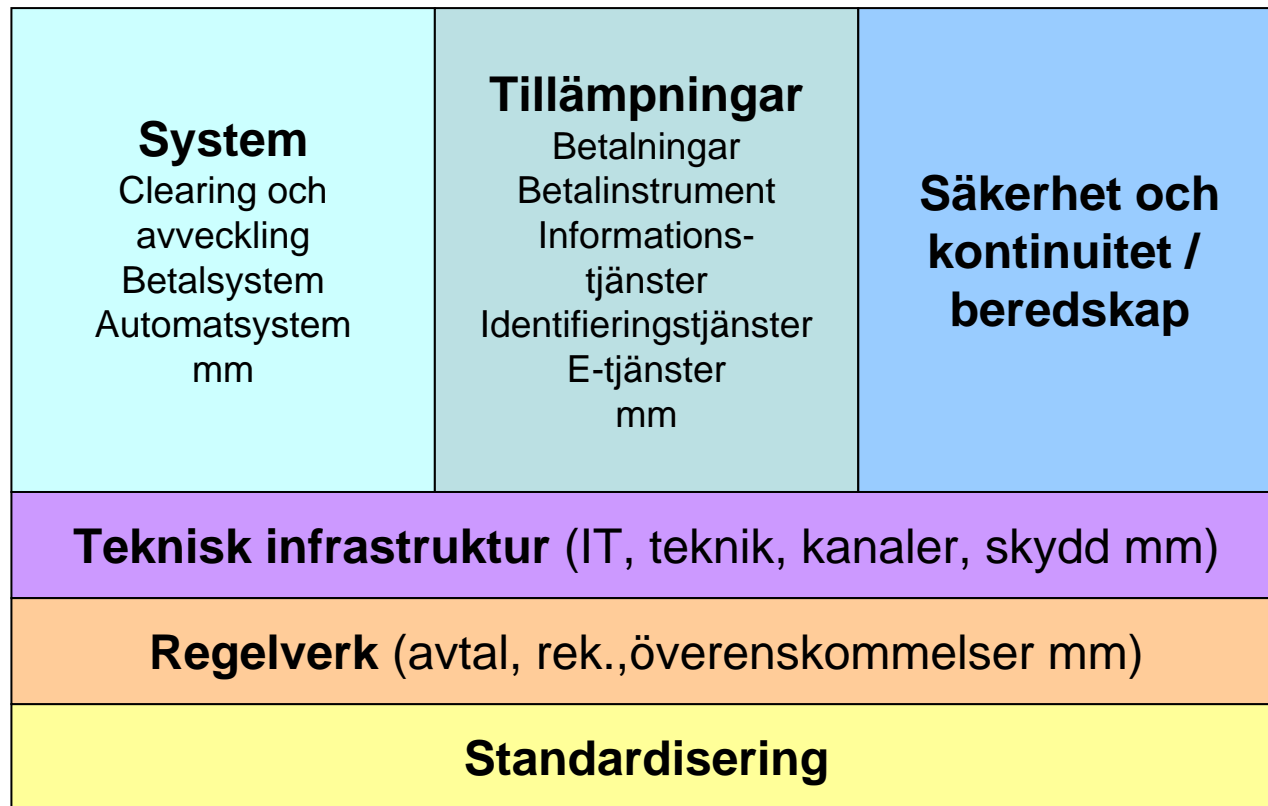 System
Clearing och
avveckling
Betalsystem
Automatsystem
mm
Tillämpningar
Betalningar
Betalinstrument
Informations-
tjänster
Identifieringstjänster
E-tjänster
mm
Säkerhet och
kontinuitet /
beredskap
Teknisk infrastruktur (IT, teknik, kanaler, skydd mm)
Regelverk (avtal, rek.,överenskommelser mm)
Standardisering